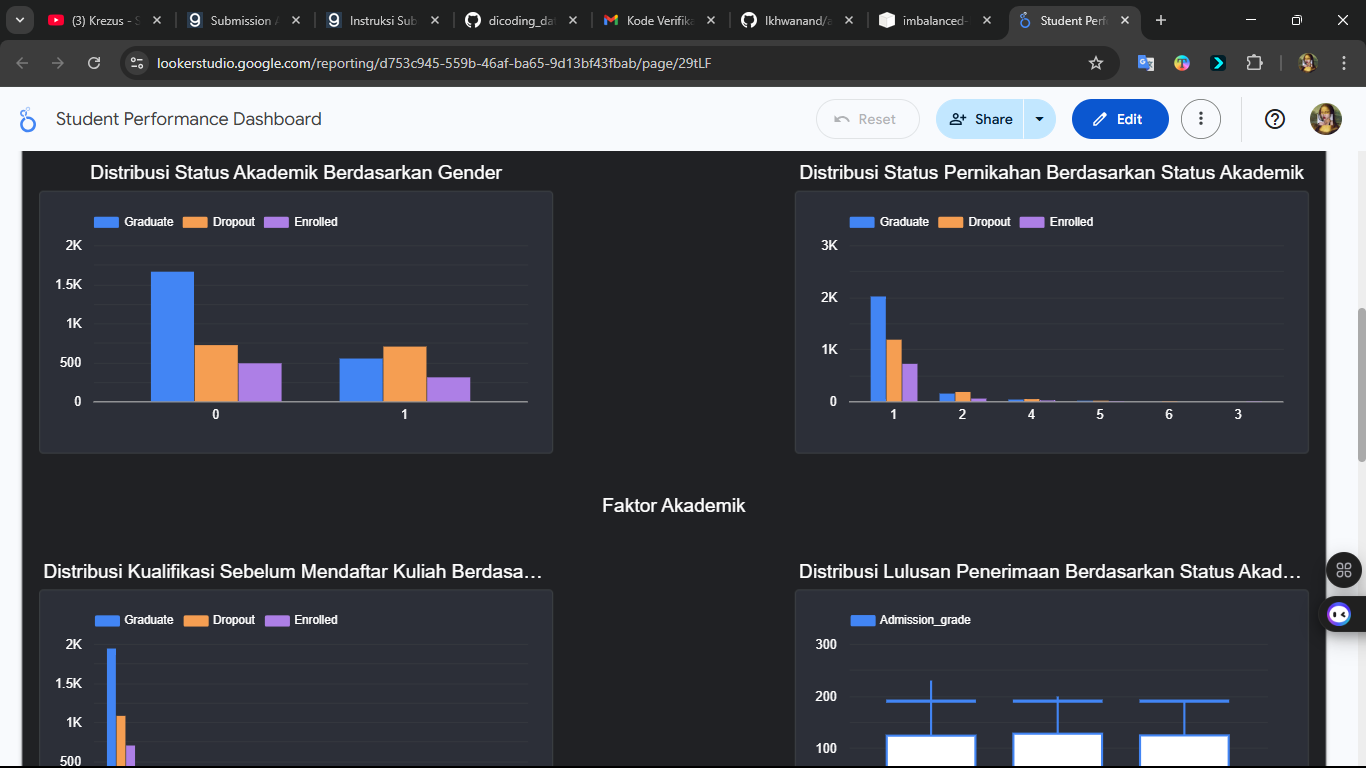 (3) Krezus - S
Submission A
Instruksi Sub
dicoding_dat
Kode Verifika
Ikhwanand/a
imbalanced-
Student Perf
lookerstudio.google.com/reporting/d753c945-559b-46af-ba65-9d13bf43fbab/page/29tLF
Student Performance Dashboard
Reset
Share
Edit
Distribusi Status Akademik Berdasarkan Gender
Graduate Dropout Enrolled
2K
1.5K
1K
500
0
0 1
Distribusi Status Pernikahan Berdasarkan Status Akademik
Graduate Dropout Enrolled
3K
2K
1K
0
1 2 4 5 6 3
Faktor Akademik
Distribusi Kualifikasi Sebelum Mendaftar Kuliah Berdasa...
Graduate Dropout Enrolled
2K
1.5K
1K
500
Distribusi Lulusan Penerimaan Berdasarkan Status Akad...
Admission_grade
300
200
100